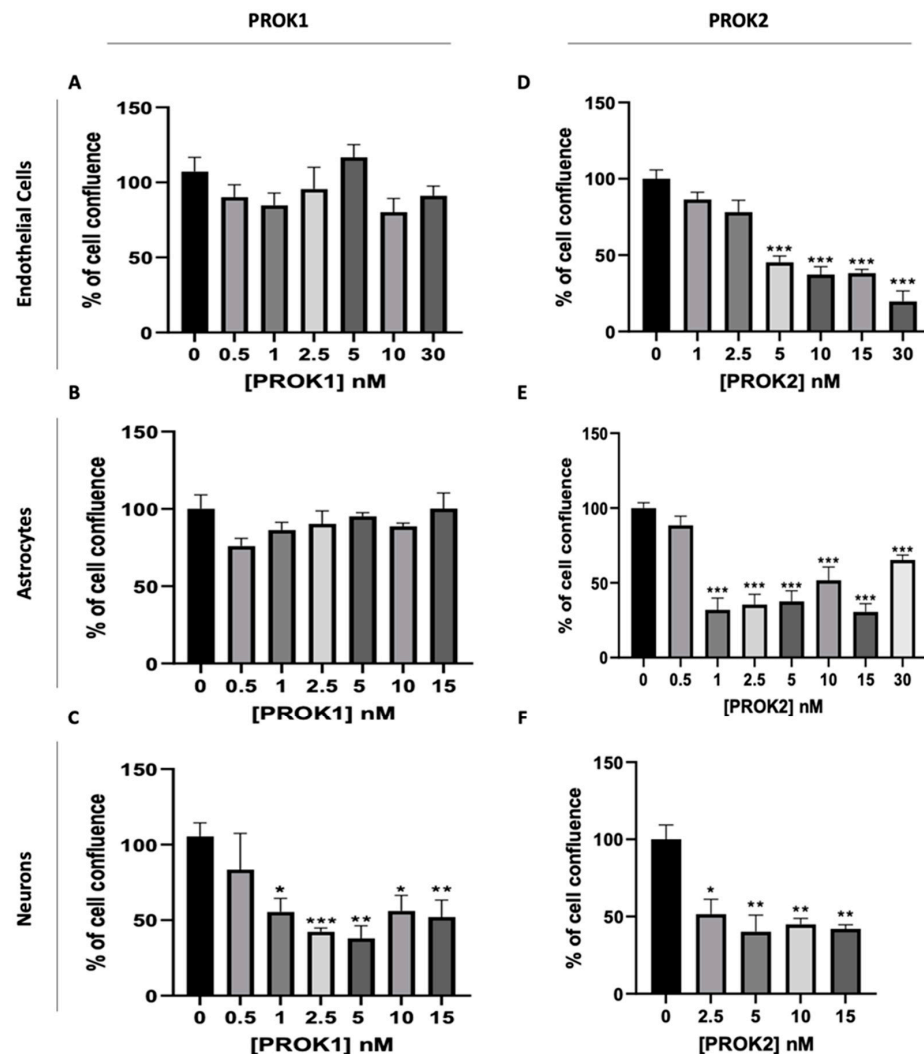 PROK1
PROK2
Endothelial Cells
A
% of cell confluence
150
100
50
0
0 0.5 1 2.5 5 10 30
[PROK1] nM
D
% of cell confluence
150
100
50
0
*** *** *** ***
0 1 2.5 5 10 15 30
[PROK2] nM
Astrocytes
B
% of cell confluence
150
100
50
0
0 0.5 1 2.5 5 10 15
[PROK1] nM
E
% of cell confluence
150
100
50
0
*** *** *** *** *** ***
0 0.5 1 2.5 5 10 15 30
[PROK2] nM
Neurons
C
% of cell confluence
150
100
50
0
* *** ** * **
0 0.5 1 2.5 5 10 15
[PROK1] nM
F
% of cell confluence
150
100
50
0
* ** ** **
0 2.5 5 10 15
[PROK2] nM